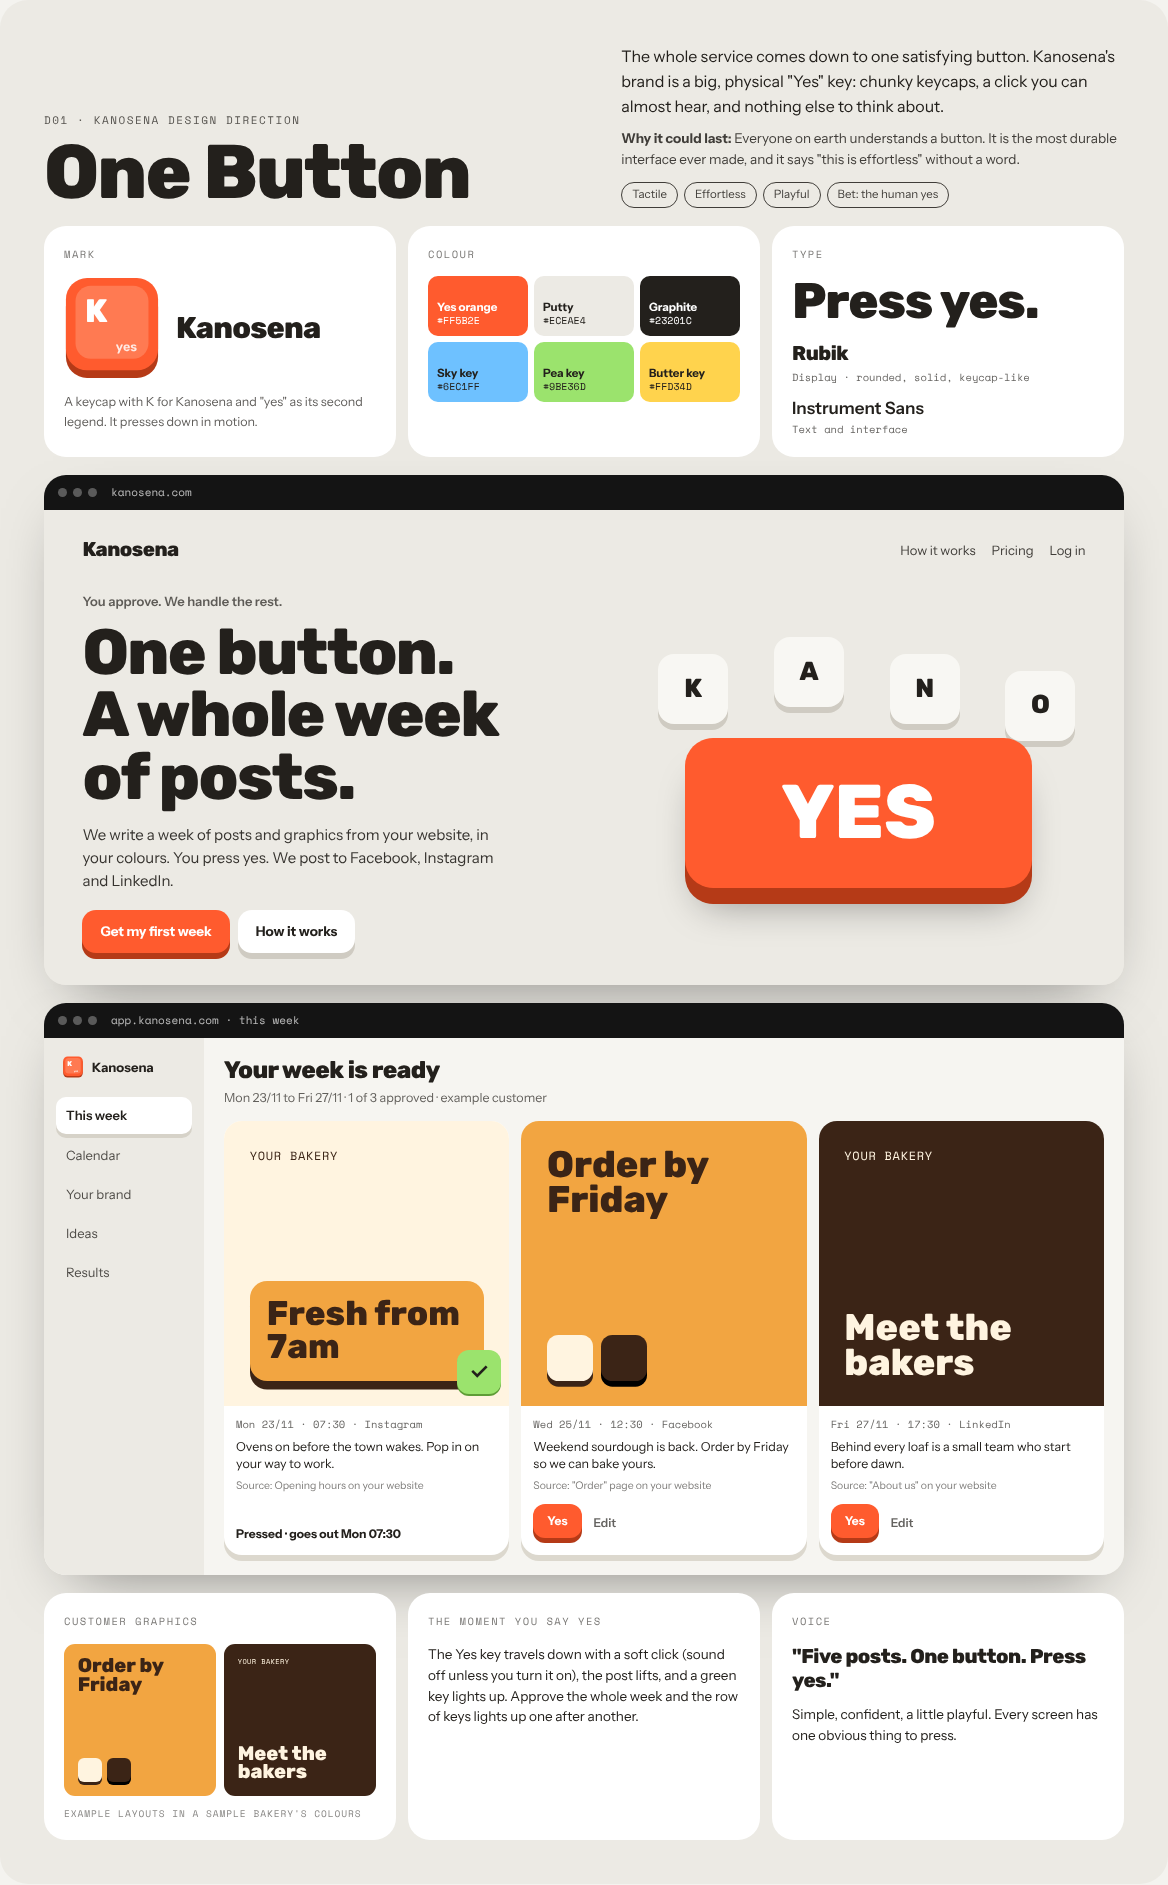 D01 · KANOSENA DESIGN DIRECTION
One Button
The whole service comes down to one satisfying button. Kanosena's
brand is a big, physical "Yes" key: chunky keycaps, a click you can
almost hear, and nothing else to think about.
Why it could last: Everyone on earth understands a button. It is the most durable
interface ever made, and it says "this is effortless" without a word.
Tactile
Effortless
Playful
Bet: the human yes
MARK
K
yes
Kanosena
A keycap with K for Kanosena and "yes" as its second
legend. It presses down in motion.
COLOUR
Yes orange
#FF5B2E
Putty
#ECEAE4
Graphite
#23201C
Sky key
#6EC1FF
Pea key
#9BE36D
Butter key
#FFD34D
TYPE
Press yes.
Rubik
Display · rounded, solid, keycap-like
Instrument Sans
Text and interface
kanosena.com
Kanosena
How it works
Pricing
Log in
You approve. We handle the rest.
One button.
A whole week
of posts.
We write a week of posts and graphics from your website, in
your colours. You press yes. We post to Facebook, Instagram
and LinkedIn.
Get my first week
How it works
K
A
N
O
YES
app.kanosena.com · this week
K
Kanosena
This week
Calendar
Your brand
Ideas
Results
Your week is ready
Mon 23/11 to Fri 27/11 · 1 of 3 approved · example customer
YOUR BAKERY
Fresh from
7am
Mon 23/11 · 07:30 · Instagram
Ovens on before the town wakes. Pop in on
your way to work.
Source: Opening hours on your website
Pressed · goes out Mon 07:30
Order by
Friday
Wed 25/11 · 12:30 · Facebook
Weekend sourdough is back. Order by Friday
so we can bake yours.
Source: "Order" page on your website
Yes
Edit
YOUR BAKERY
Meet the
bakers
Fri 27/11 · 17:30 · LinkedIn
Behind every loaf is a small team who start
before dawn.
Source: "About us" on your website
Yes
Edit
CUSTOMER GRAPHICS
Order by
Friday
YOUR BAKERY
Meet the
bakers
EXAMPLE LAYOUTS IN A SAMPLE BAKERY'S COLOURS
THE MOMENT YOU SAY YES
The Yes key travels down with a soft click (sound
off unless you turn it on), the post lifts, and a green
key lights up. Approve the whole week and the row
of keys lights up one after another.
VOICE
"Five posts. One button. Press
yes."
Simple, confident, a little playful. Every screen has
one obvious thing to press.